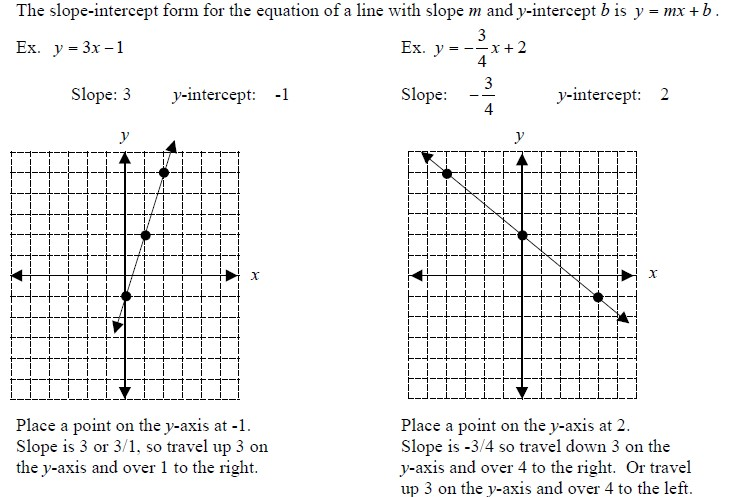 The slope-intercept form for the equation of a line with slope m and y-intercept b is y = mx + b.
Ex. y = 3x – 1
Slope: 3 y-intercept: -1
y
x
Place a point on the y-axis at -1.
Slope is 3 or 3/1, so travel up 3 on
the y-axis and over 1 to the right.
Ex. y = –3/4 x + 2
Slope: –3/4 y-intercept: 2
y
x
Place a point on the y-axis at 2.
Slope is -3/4 so travel down 3 on the
y-axis and over 4 to the right. Or travel
up 3 on the y-axis and over 4 to the left.